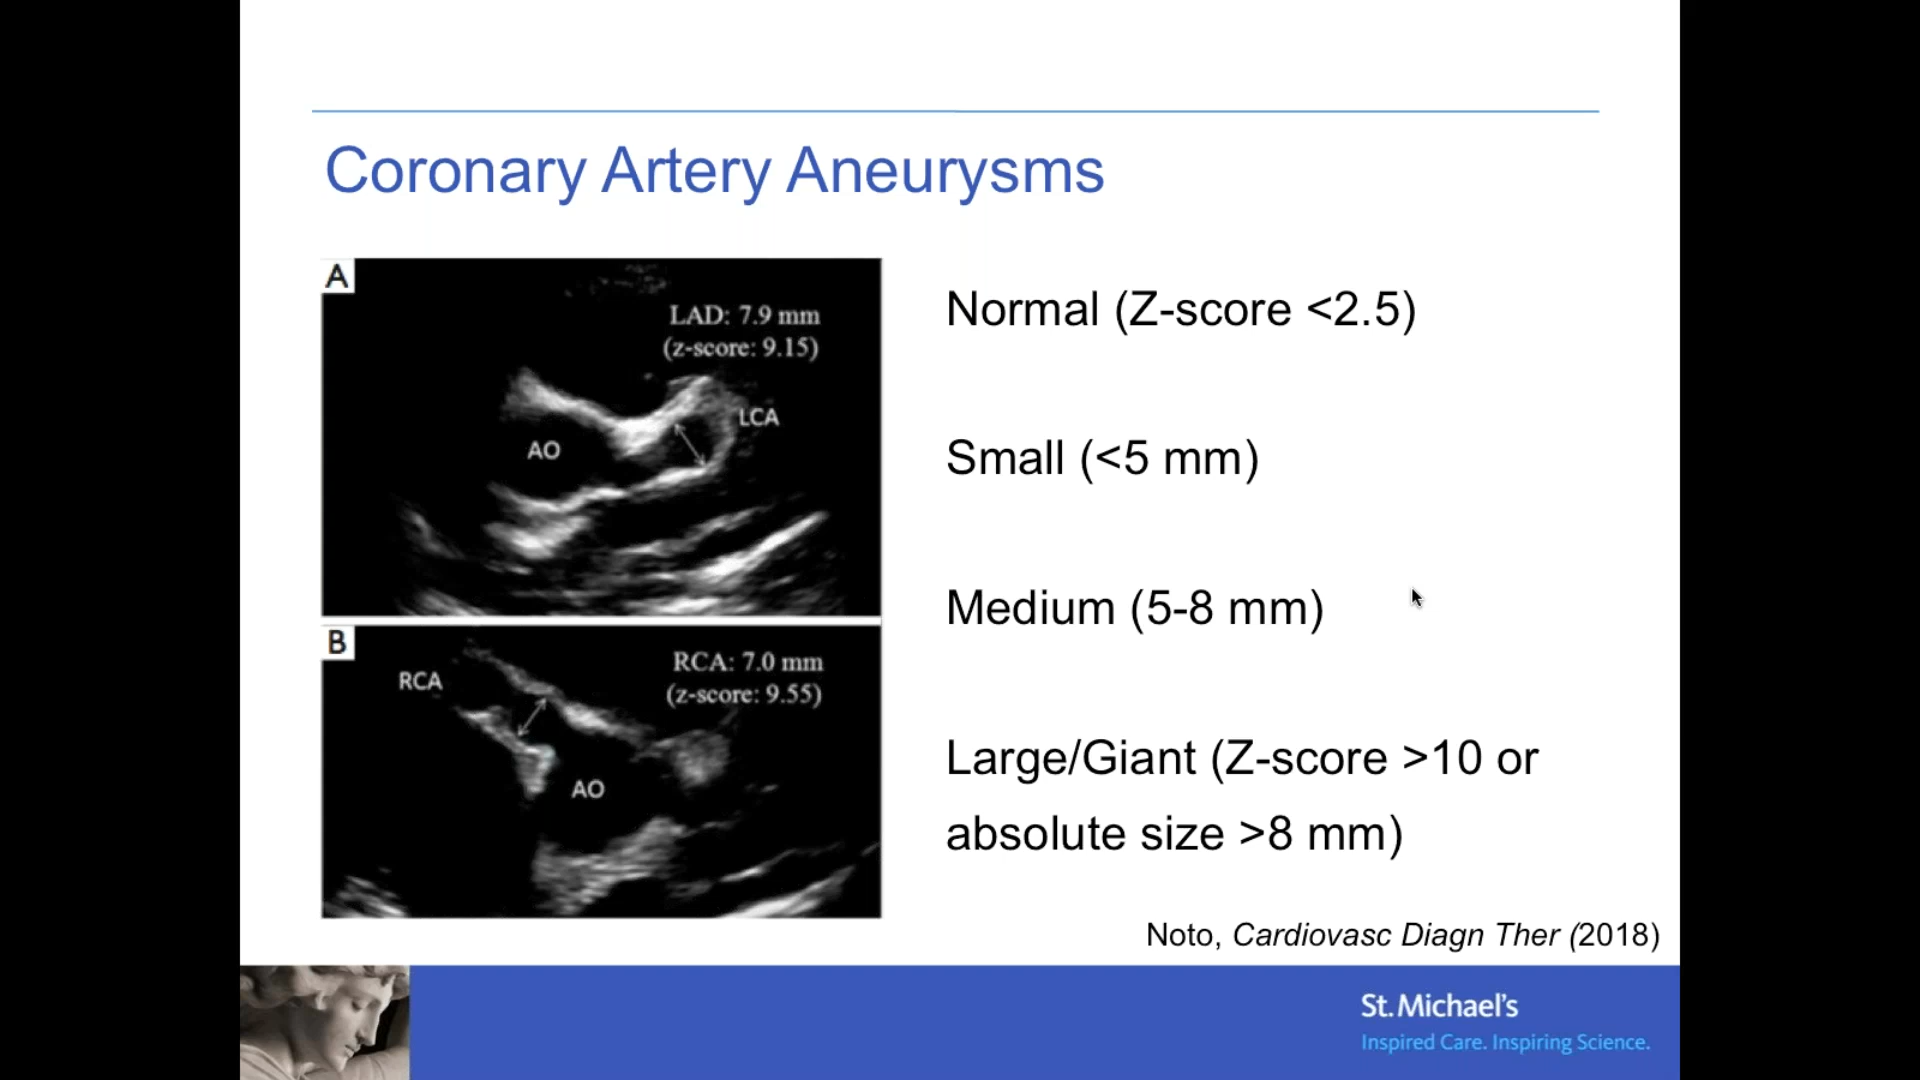 Coronary Artery Aneurysms
A
LAD: 7.9 mm
(z-score: 9.15)
LCA
AO
B
RCA
RCA: 7.0 mm
(z-score: 9.55)
AO
Normal (Z-score <2.5)
Small (<5 mm)
Medium (5-8 mm)
Large/Giant (Z-score >10 or
absolute size >8 mm)
Noto, Cardiovasc Diagn Ther (2018)
St. Michael's
Inspired Care. Inspiring Science.